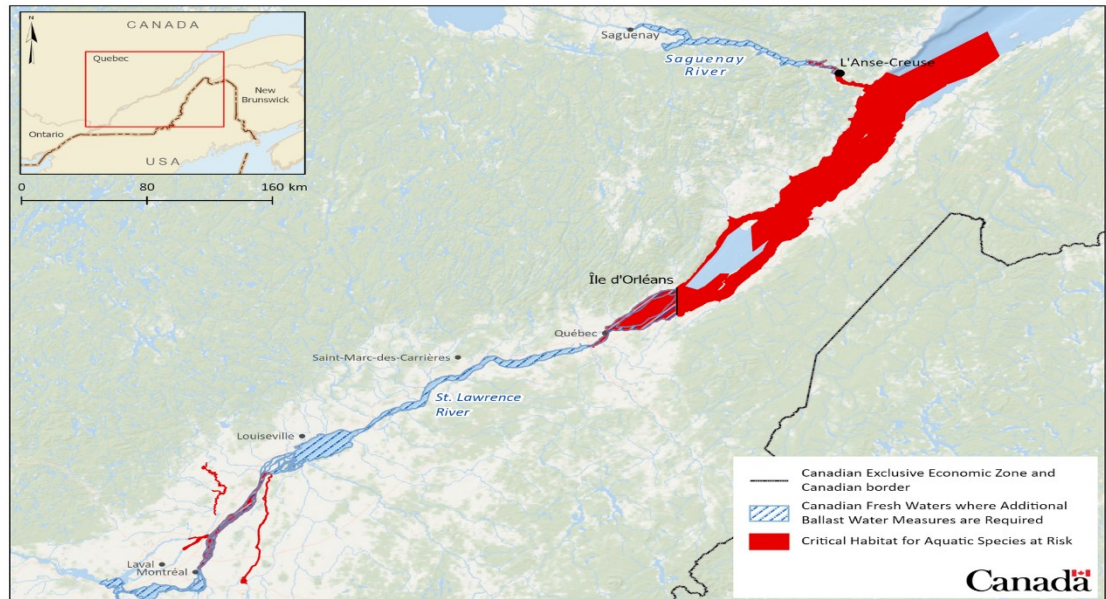 N
CANADA
Quebec
New
Brunswick
Ontario
USA
0 80 160 km
Saguenay
Saguenay
River
L'Anse-Creuse
Île d'Orléans
Québec
Saint-Marc-des-Carrières
St. Lawrence
River
Louiseville
Laval
Montréal
Canadian Exclusive Economic Zone and
Canadian border
Canadian Fresh Waters where Additional
Ballast Water Measures are Required
Critical Habitat for Aquatic Species at Risk
Canada